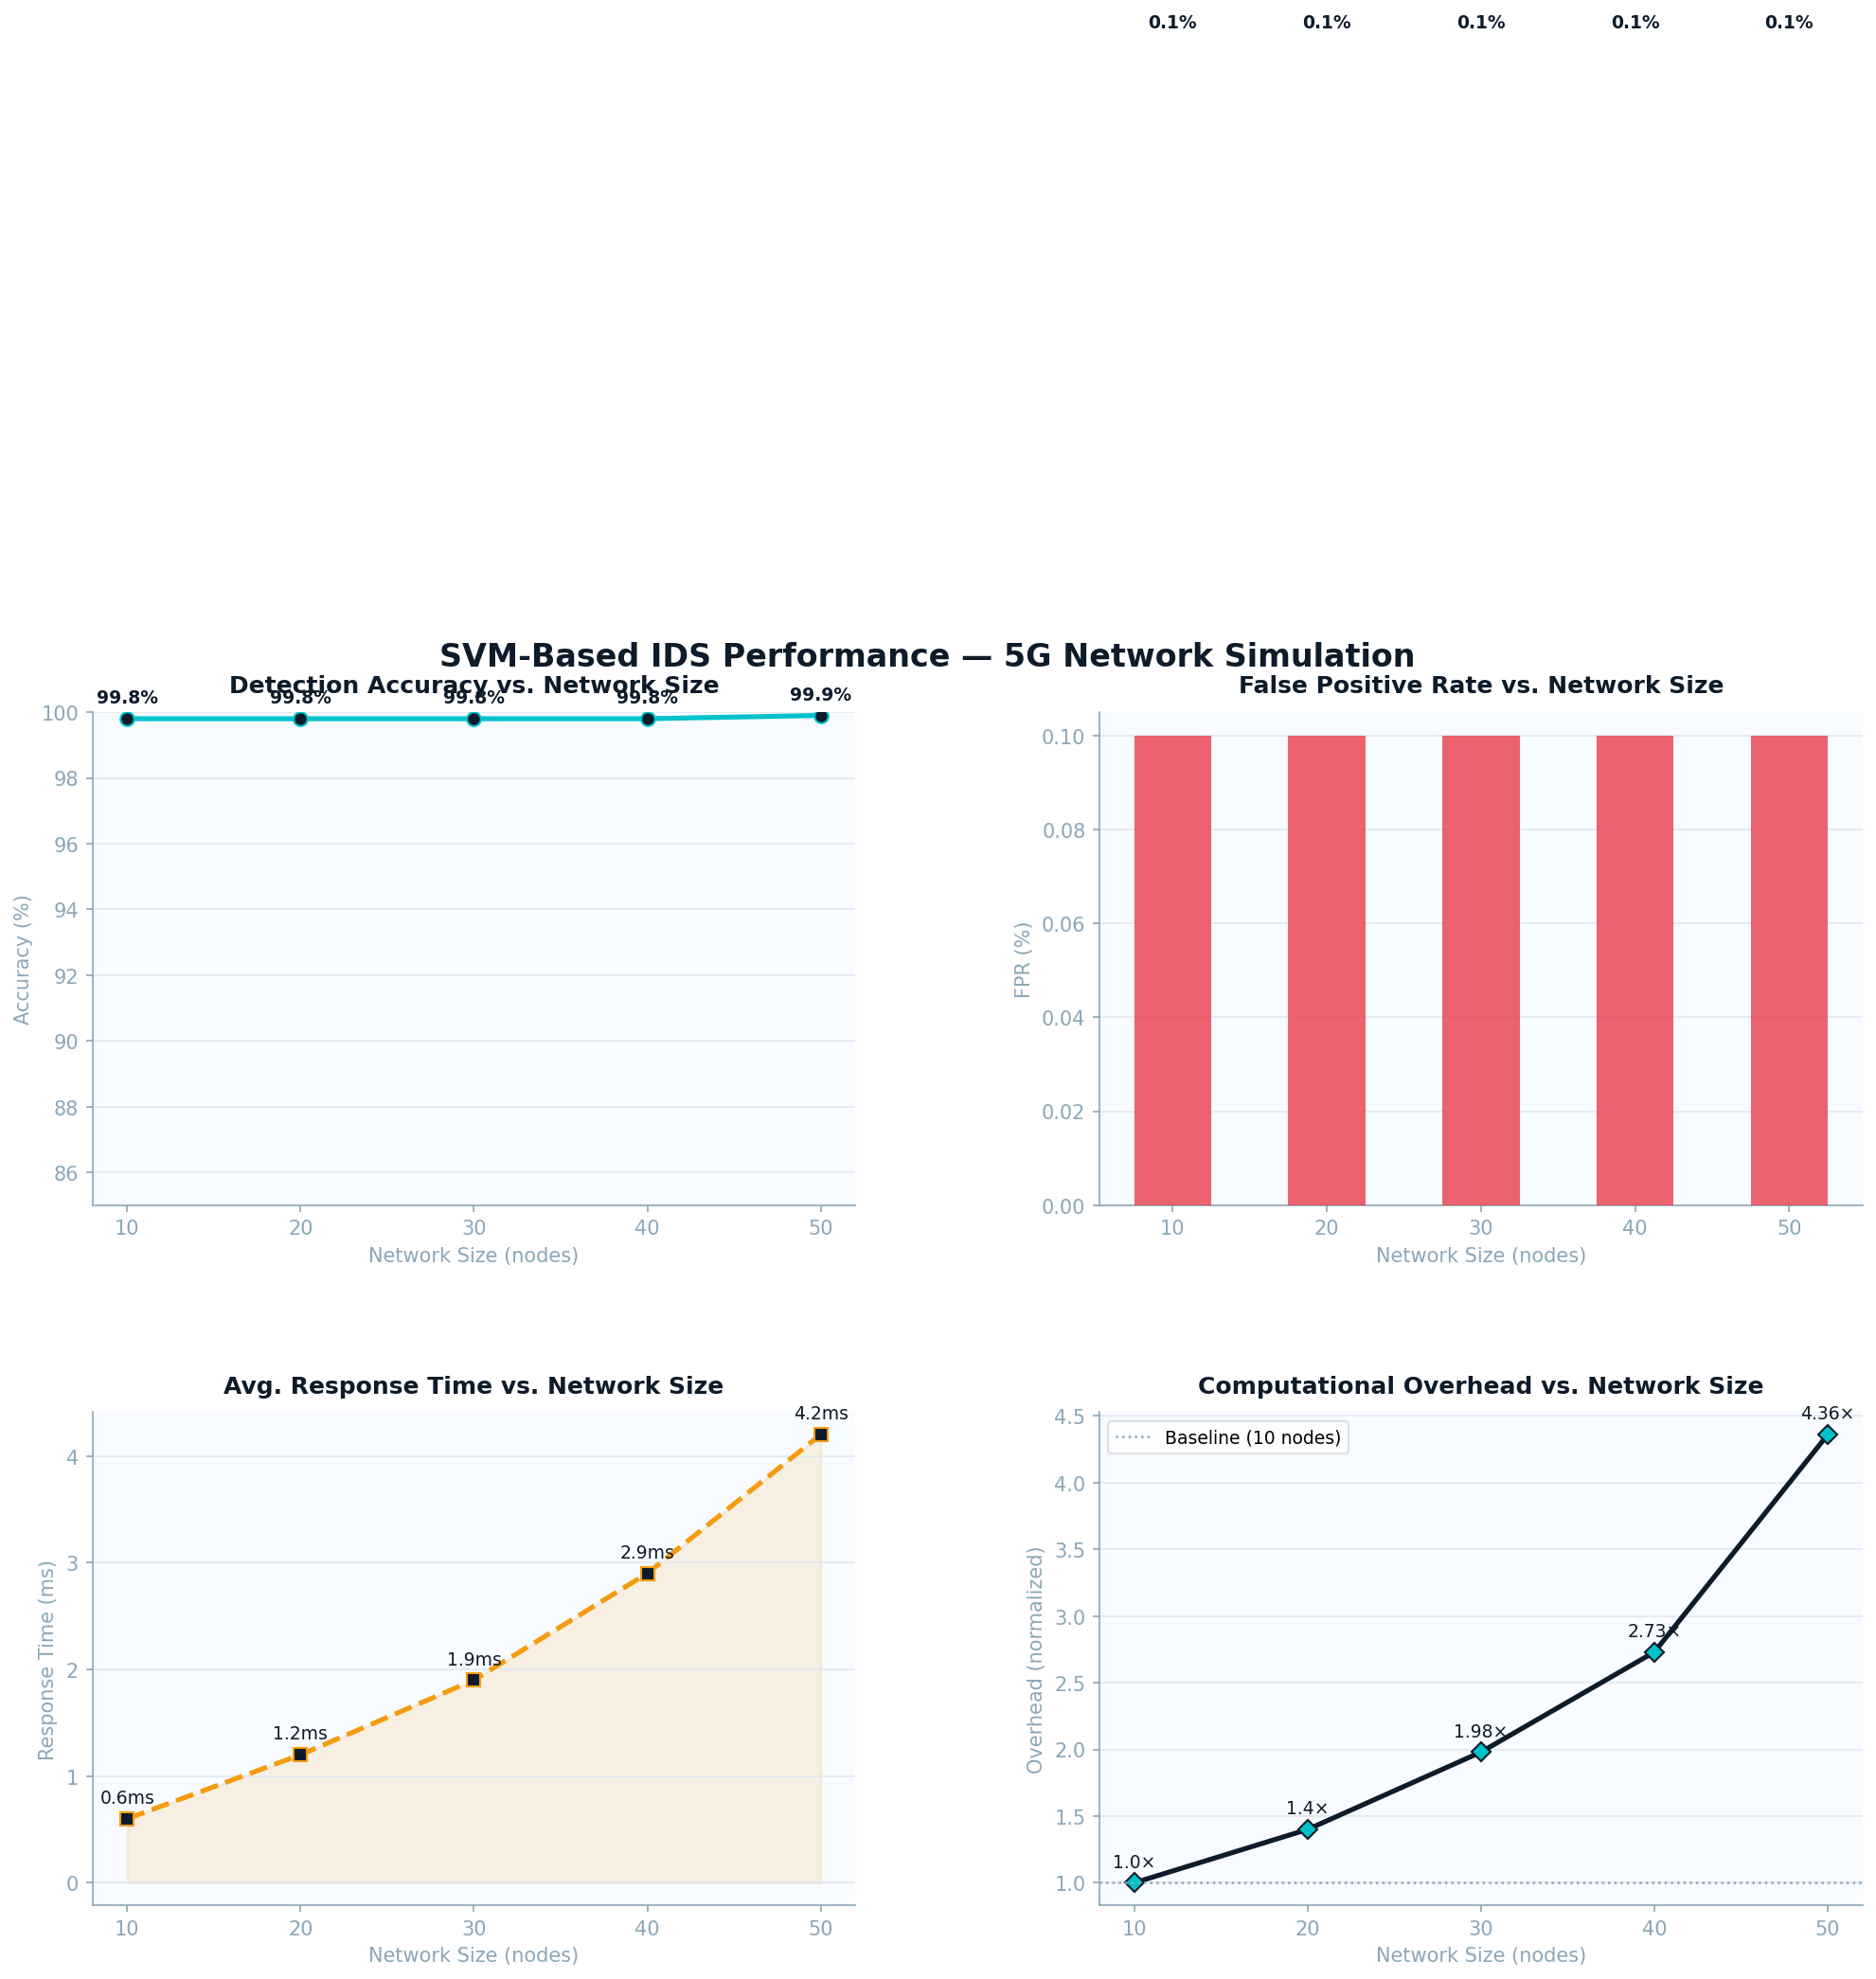 0.1% 0.1% 0.1% 0.1% 0.1%
SVM-Based IDS Performance — 5G Network Simulation
Detection Accuracy vs. Network Size
99.8% 99.8% 99.8% 99.8% 99.9%
100
98
96
94
92
90
88
86
Accuracy (%)
10 20 30 40 50
Network Size (nodes)
False Positive Rate vs. Network Size
0.10
0.08
0.06
0.04
0.02
0.00
FPR (%)
10 20 30 40 50
Network Size (nodes)
Avg. Response Time vs. Network Size
4.2ms
2.9ms
1.9ms
1.2ms
0.6ms
4
3
2
1
0
Response Time (ms)
10 20 30 40 50
Network Size (nodes)
Computational Overhead vs. Network Size
Baseline (10 nodes)
4.36×
2.73×
1.98×
1.4×
1.0×
4.5
4.0
3.5
3.0
2.5
2.0
1.5
1.0
Overhead (normalized)
10 20 30 40 50
Network Size (nodes)